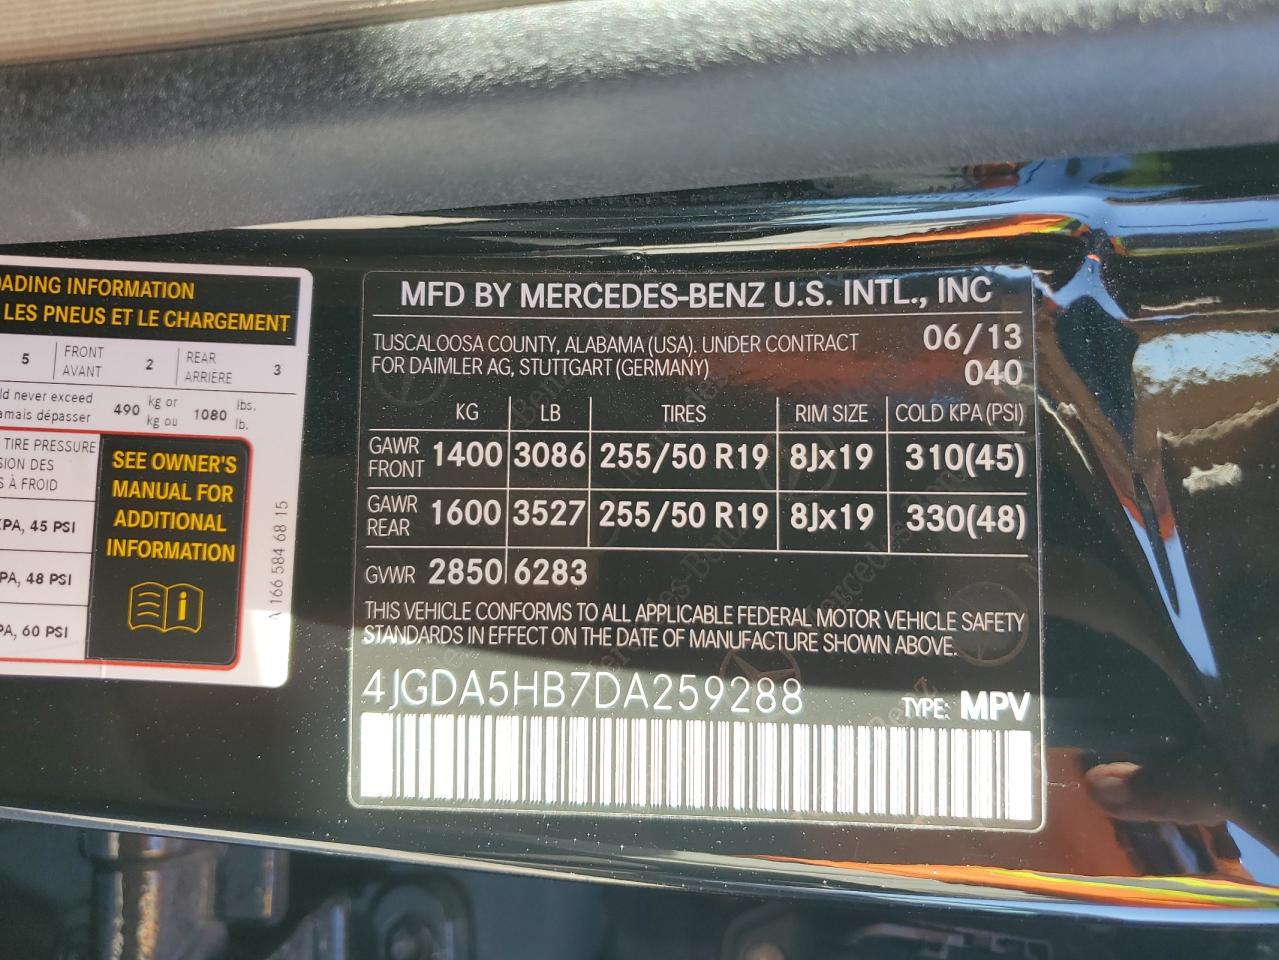 ADING INFORMATION
LES PNEUS ET LE CHARGEMENT
5 FRONT AVANT 2 REAR ARRIÈRE 3
never exceed
dépasser
490 kg or kg ou 1080 lbs. lb.
TIRE PRESSURE
DES
À FROID
45 PSI
48 PSI
60 PSI
SEE OWNER'S
MANUAL FOR
ADDITIONAL
INFORMATION
i
A 166 584 68 15
MFD BY MERCEDES-BENZ U.S. INTL., INC
TUSCALOOSA COUNTY, ALABAMA (USA). UNDER CONTRACT
FOR DAIMLER AG, STUTTGART (GERMANY)
06/13
040
KG LB TIRES RIM SIZE COLD KPA (PSI)
GAWR FRONT 1400 3086 255/50 R19 8Jx19 310(45)
GAWR REAR 1600 3527 255/50 R19 8Jx19 330(48)
GVWR 2850 6283
THIS VEHICLE CONFORMS TO ALL APPLICABLE FEDERAL MOTOR VEHICLE SAFETY
STANDARDS IN EFFECT ON THE DATE OF MANUFACTURE SHOWN ABOVE.
4JGDA5HB7DA259288 TYPE: MPV